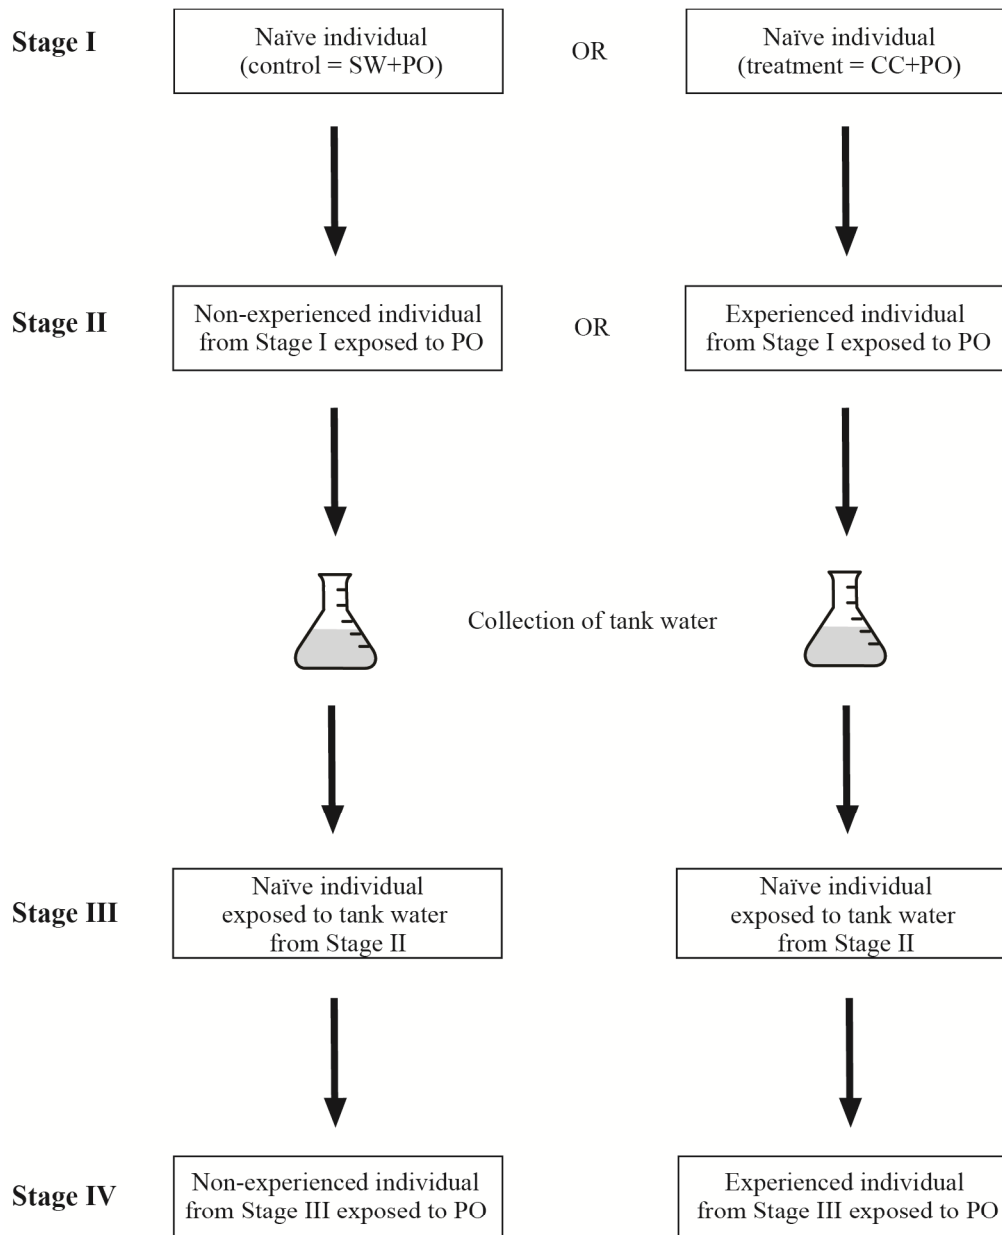 Stage I
Naïve individual
(control = SW+PO)
OR
Naïve individual
(treatment = CC+PO)
Stage II
Non-experienced individual
from Stage I exposed to PO
OR
Experienced individual
from Stage I exposed to PO
Collection of tank water
Stage III
Naïve individual
exposed to tank water
from Stage II
Naïve individual
exposed to tank water
from Stage II
Stage IV
Non-experienced individual
from Stage III exposed to PO
Experienced individual
from Stage III exposed to PO